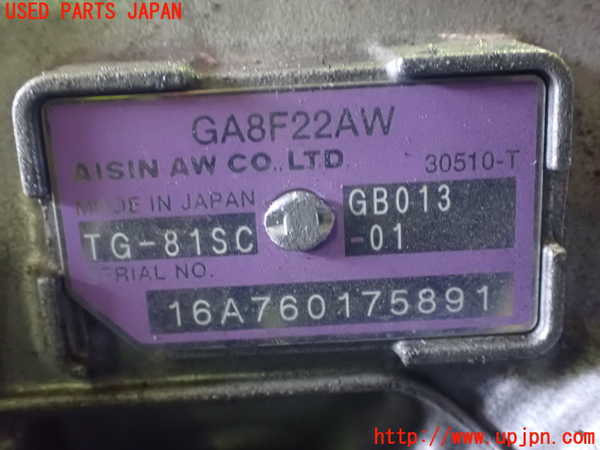 USED PARTS JAPAN
GA8F22AW
AISIN AW CO.,LTD 30510-T
MADE IN JAPAN GB013
TG-81SC -01
SERIAL NO.
16A760175891
http://www.upjpn.com